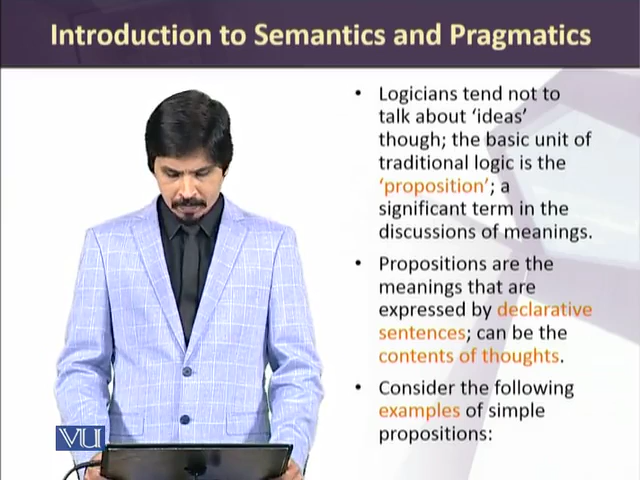 Introduction to Semantics and Pragmatics
• Logicians tend not to
talk about ‘ideas’
though; the basic unit of
traditional logic is the
‘proposition’; a
significant term in the
discussions of meanings.
• Propositions are the
meanings that are
expressed by declarative
sentences; can be the
contents of thoughts.
• Consider the following
examples of simple
propositions:
VU